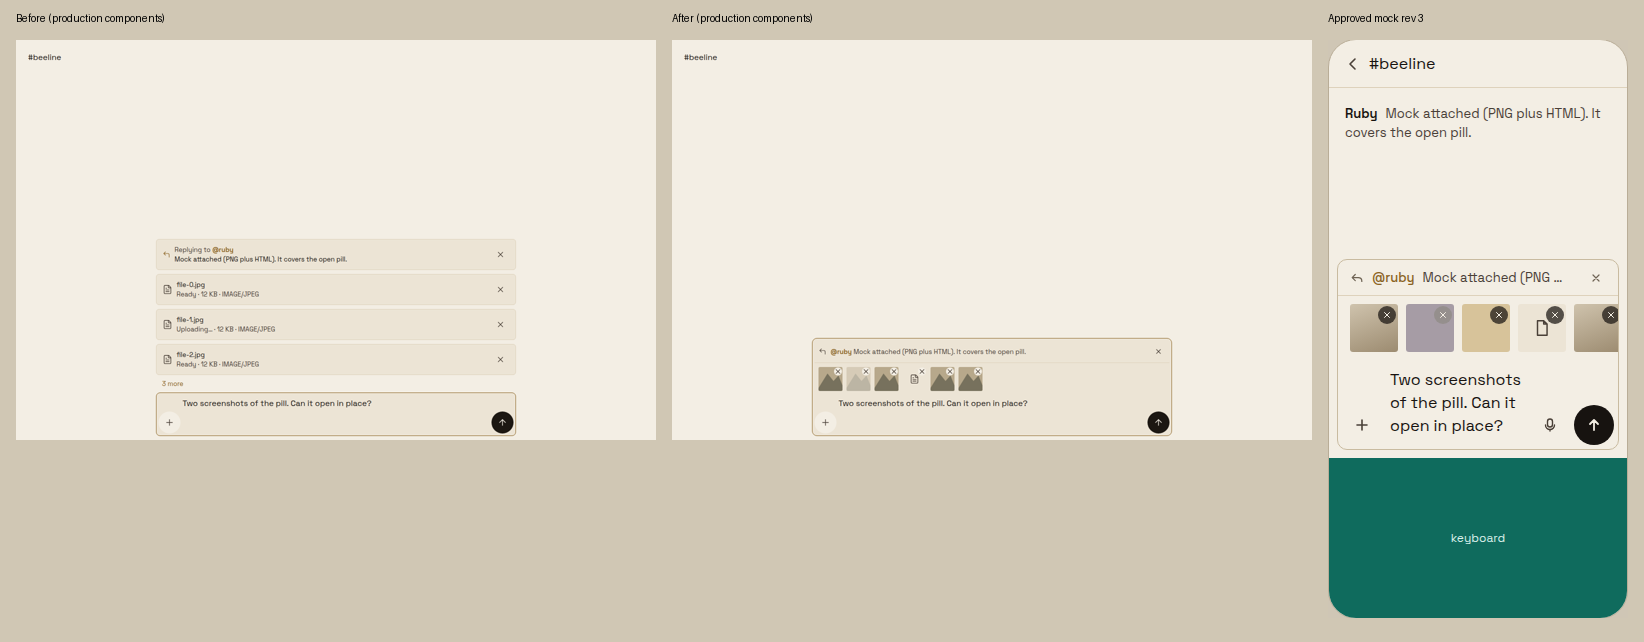 Before (production components)
#beeline
Replying to @ruby
Mock attached (PNG plus HTML). It covers the open pill.
file-0.jpg
Ready · 12 KB · IMAGE/JPEG
file-1.jpg
Uploading… · 12 KB · IMAGE/JPEG
file-2.jpg
Ready · 12 KB · IMAGE/JPEG
3 more
Two screenshots of the pill. Can it open in place?
After (production components)
#beeline
@ruby Mock attached (PNG plus HTML). It covers the open pill.
Two screenshots of the pill. Can it open in place?
Approved mock rev 3
#beeline
Ruby Mock attached (PNG plus HTML). It
covers the open pill.
@ruby Mock attached (PNG ...
Two screenshots
of the pill. Can it
open in place?
keyboard